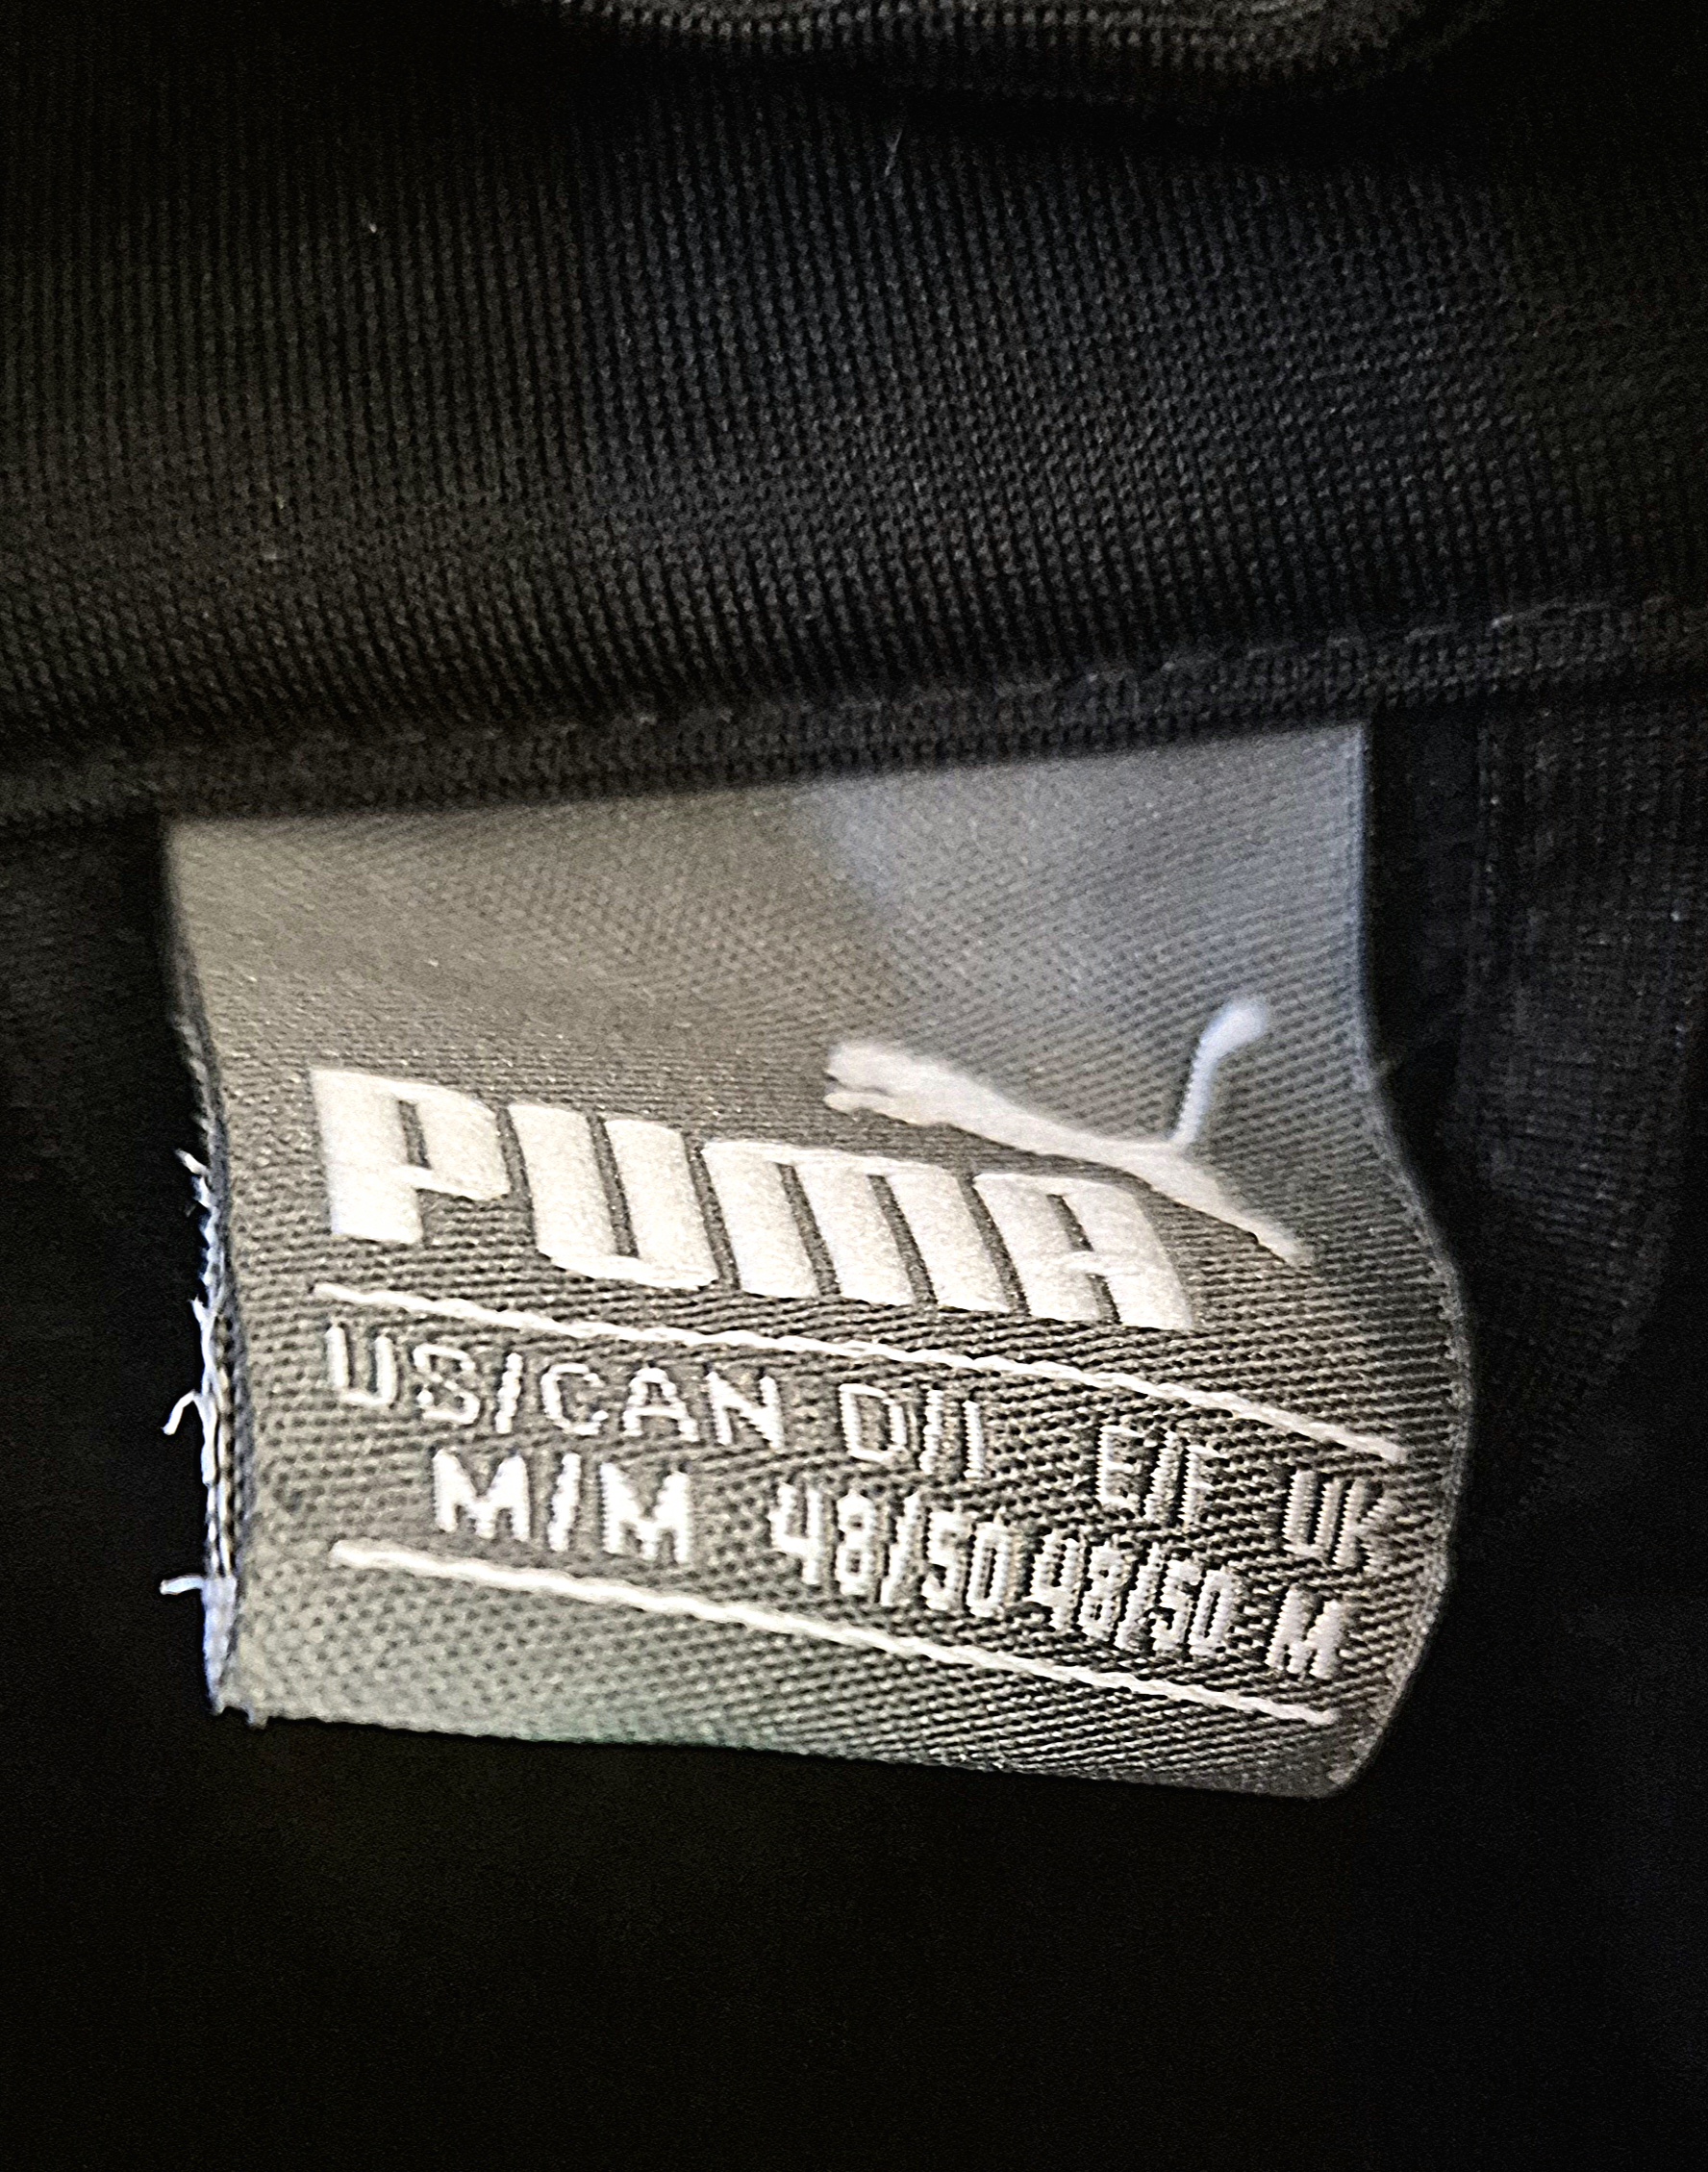 PUMA
US/CAN D/I E/F UK
M/M 48/50 48/50 M